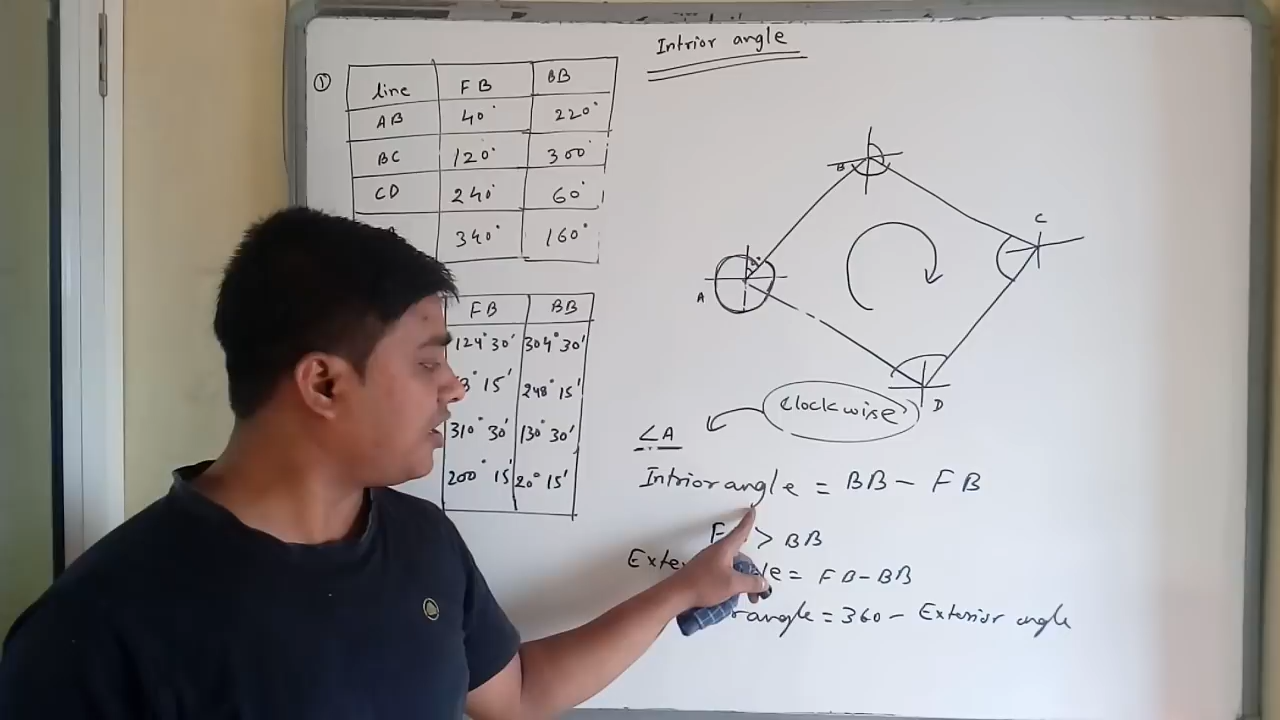 Intrior angle
①
line FB BB
AB 40° 220°
BC 120° 300°
CD 240° 60°
340° 160°
FB BB
124° 30' 304° 30'
15' 248° 15'
310° 30' 130° 30'
200° 15' 20° 15'
B
C
A
D
Clockwise
∠A
Intrior angle = BB - FB
> BB
= FB - BB
angle = 360 - Exterior angle